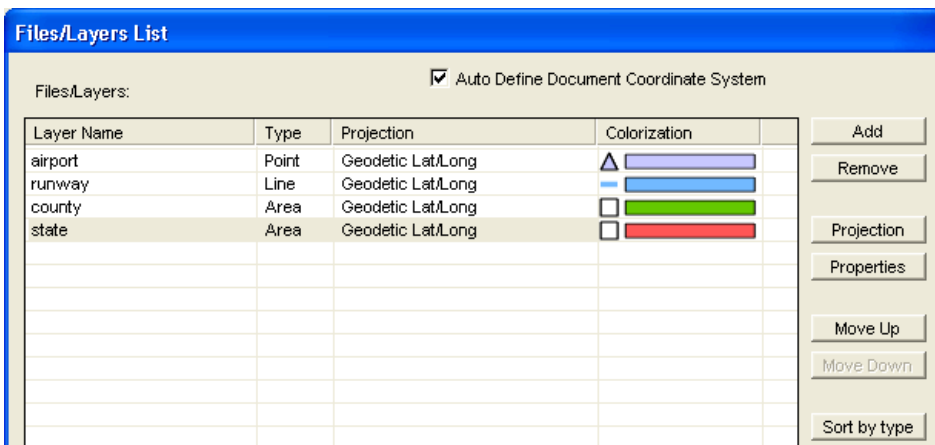 Files/Layers List
Auto Define Document Coordinate System
Files/Layers:
Layer Name Type Projection Colorization
airport Point Geodetic Lat/Long
runway Line Geodetic Lat/Long
county Area Geodetic Lat/Long
state Area Geodetic Lat/Long
Add
Remove
Projection
Properties
Move Up
Move Down
Sort by type